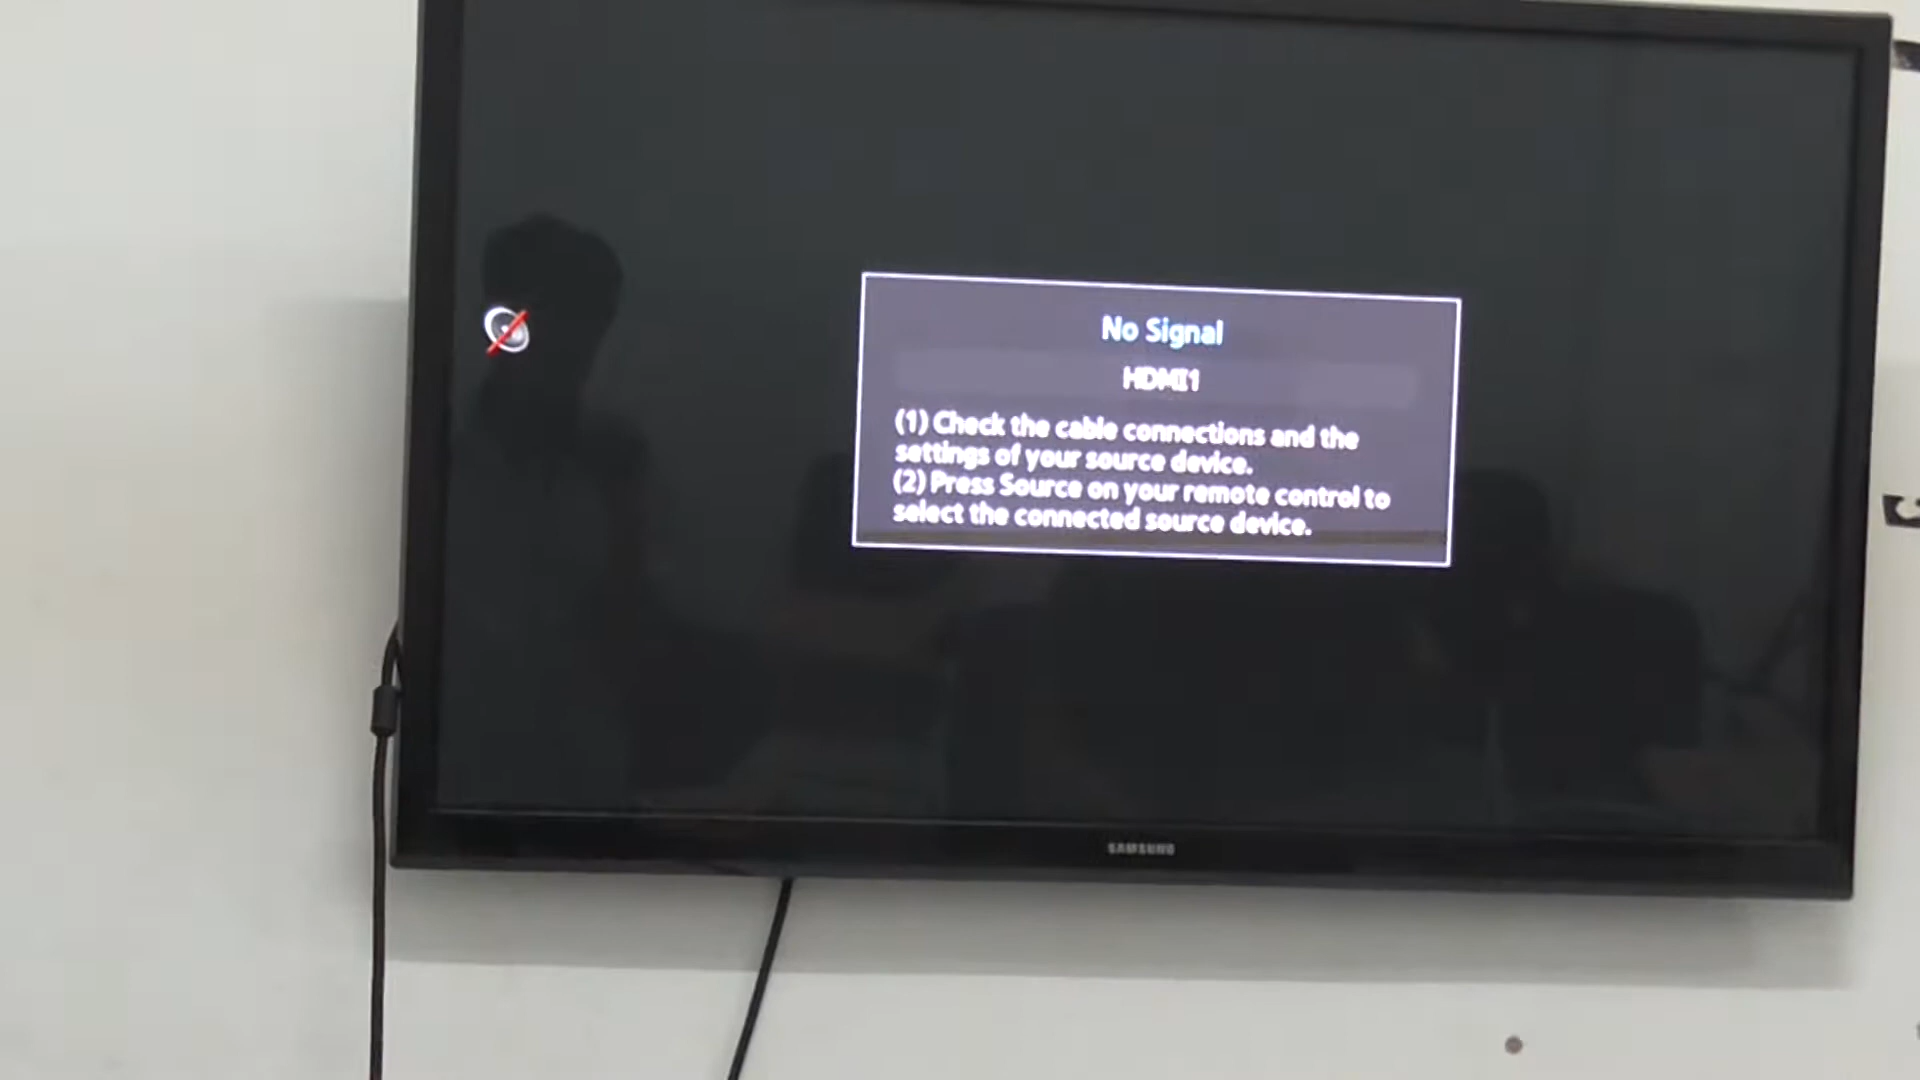 No Signal
HDMI1
(1) Check the cable connections and the
settings of your source device.
(2) Press Source on your remote control to
select the connected source device.
SAMSUNG